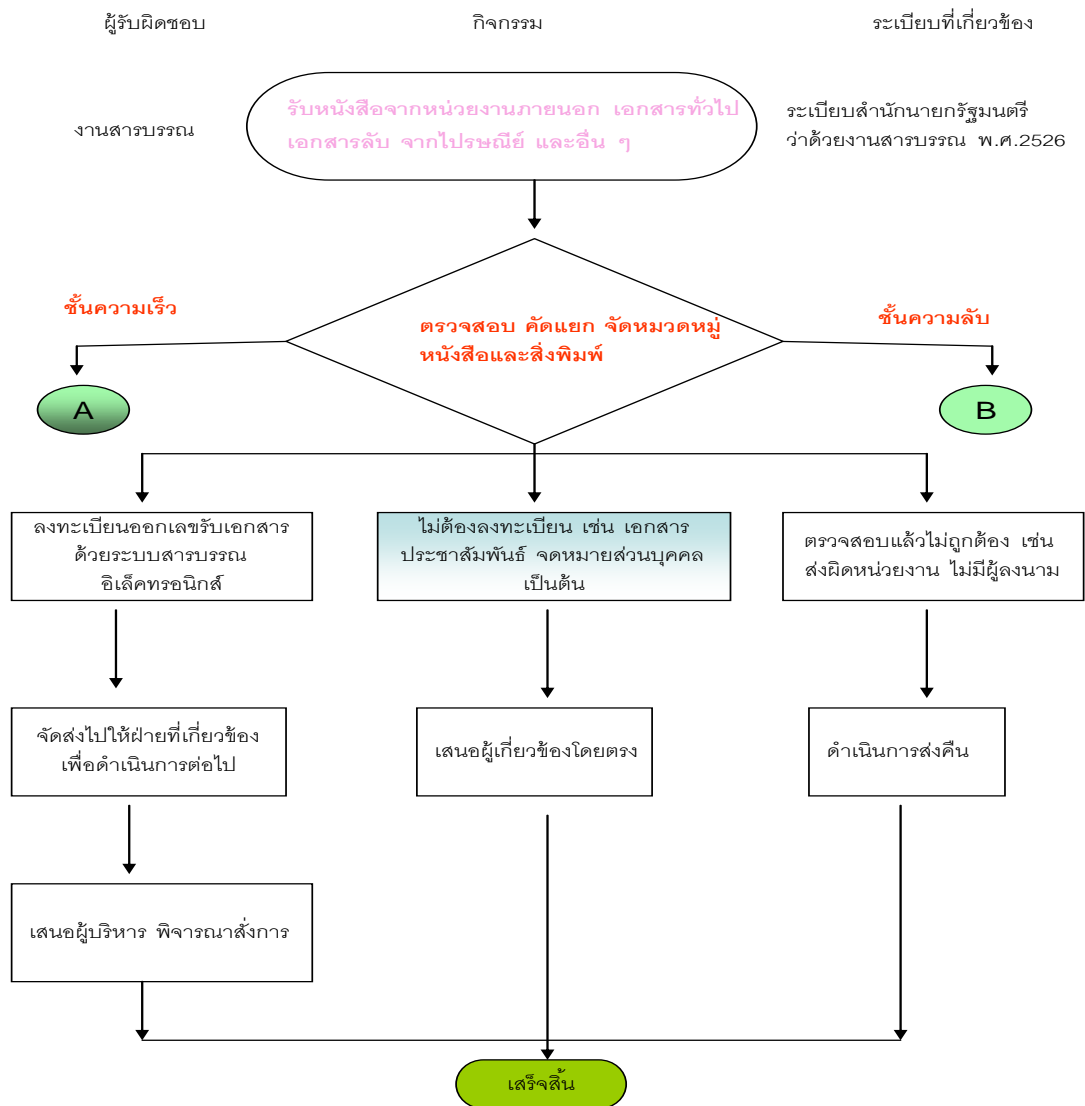 ผู้รับผิดชอบ
กิจกรรม
ระเบียบที่เกี่ยวข้อง
งานสารบรรณ
รับหนังสือจากหน่วยงานภายนอก เอกสารทั่วไป
เอกสารลับ จากไปรษณีย์ และอื่น ๆ
ระเบียบสำนักนายกรัฐมนตรี
ว่าด้วยงานสารบรรณ พ.ศ.2526
ชั้นความเร็ว
ตรวจสอบ คัดแยก จัดหมวดหมู่
หนังสือและสิ่งพิมพ์
ชั้นความลับ
A
B
ลงทะเบียนออกเลขรับเอกสาร
ด้วยระบบสารบรรณ
อิเล็คทรอนิกส์
ไม่ต้องลงทะเบียน เช่น เอกสาร
ประชาสัมพันธ์ จดหมายส่วนบุคคล
เป็นต้น
ตรวจสอบแล้วไม่ถูกต้อง เช่น
ส่งผิดหน่วยงาน ไม่มีผู้ลงนาม
จัดส่งไปให้ฝ่ายที่เกี่ยวข้อง
เพื่อดำเนินการต่อไป
เสนอผู้เกี่ยวข้องโดยตรง
ดำเนินการส่งคืน
เสนอผู้บริหาร พิจารณาสั่งการ
เสร็จสิ้น